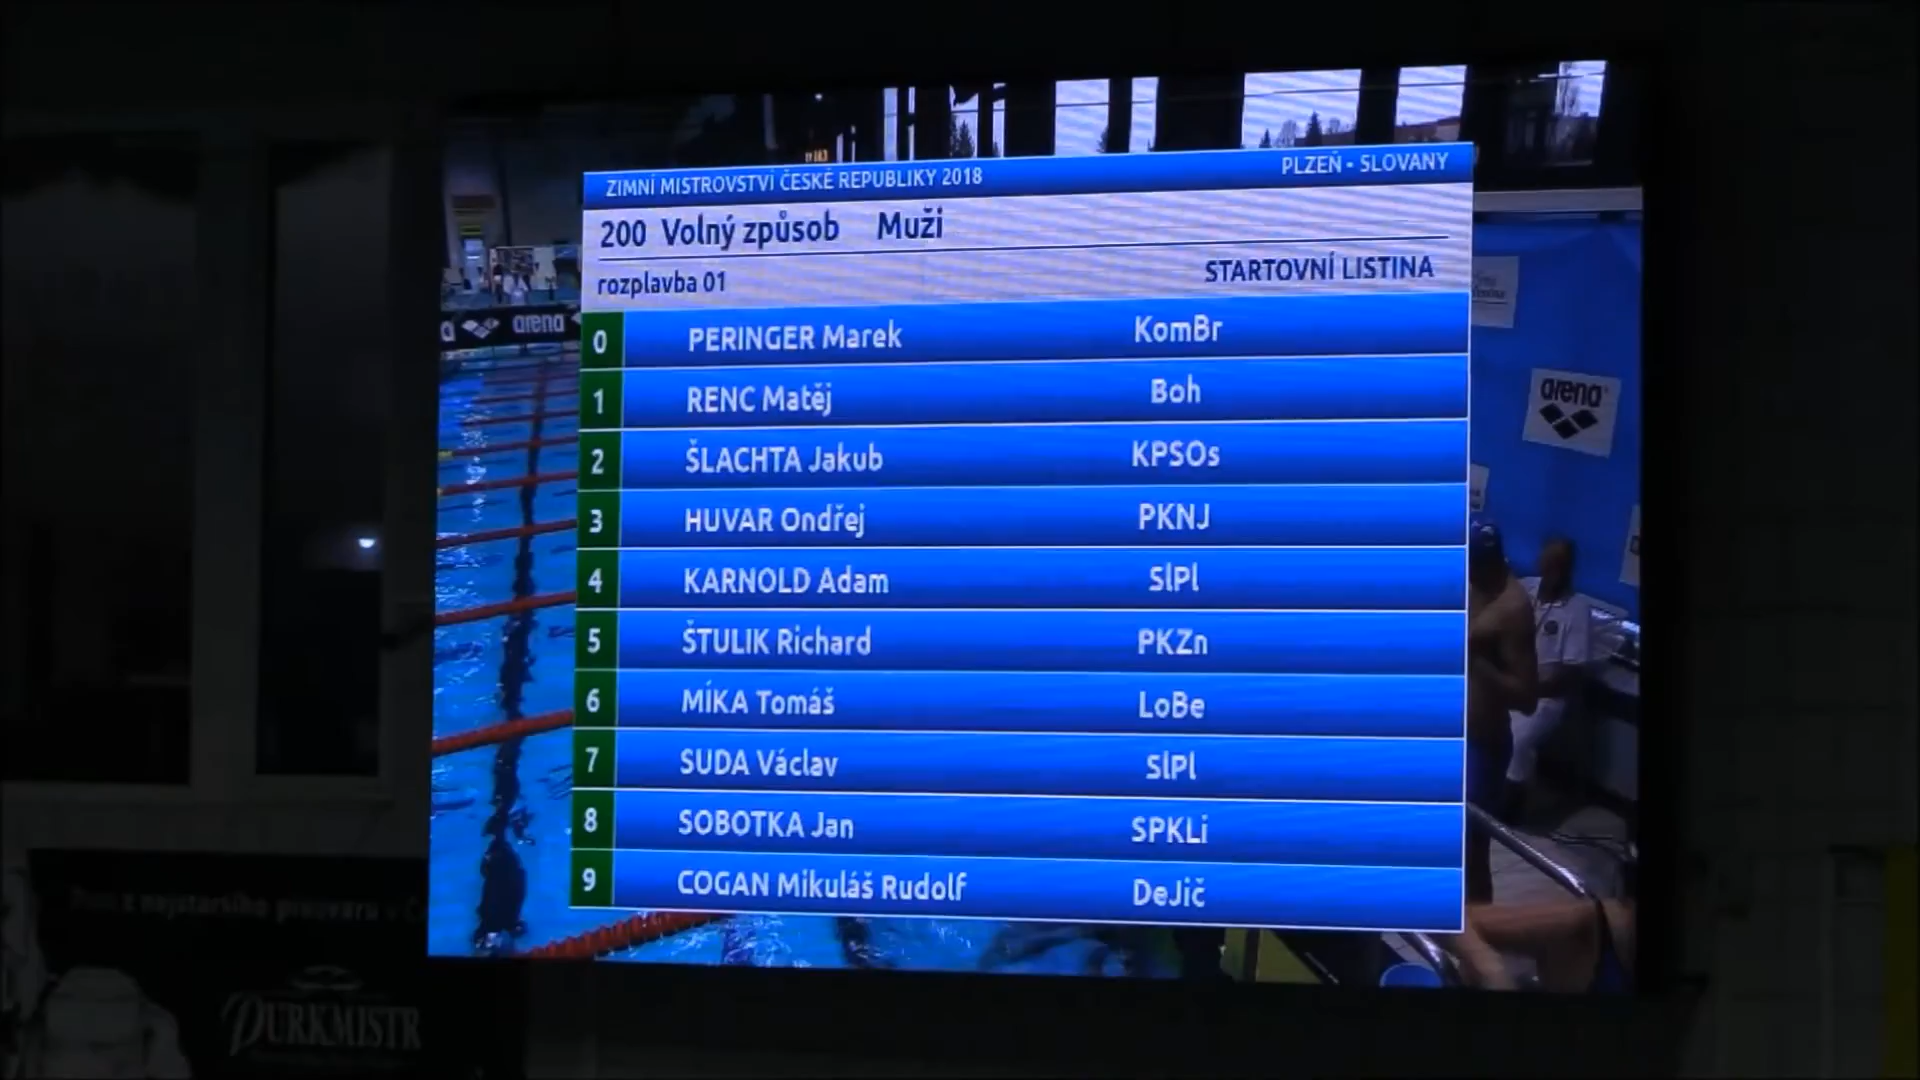 ZIMNÍ MISTROVSTVÍ ČESKÉ REPUBLIKY 2018 PLZEŇ - SLOVANY
200 Volný způsob Muži
rozplavba 01 STARTOVNÍ LISTINA
0 PERINGER Marek KomBr
1 RENC Matěj Boh
2 ŠLACHTA Jakub KPSOs
3 HUVAR Ondřej PKNJ
4 KARNOLD Adam SlPl
5 ŠTULIK Richard PKZn
6 MÍKA Tomáš LoBe
7 SUDA Václav SlPl
8 SOBOTKA Jan SPKLi
9 COGAN Mikuláš Rudolf DeJič
arena
arena
z nejstaršího pivovaru v
PURKMISTR